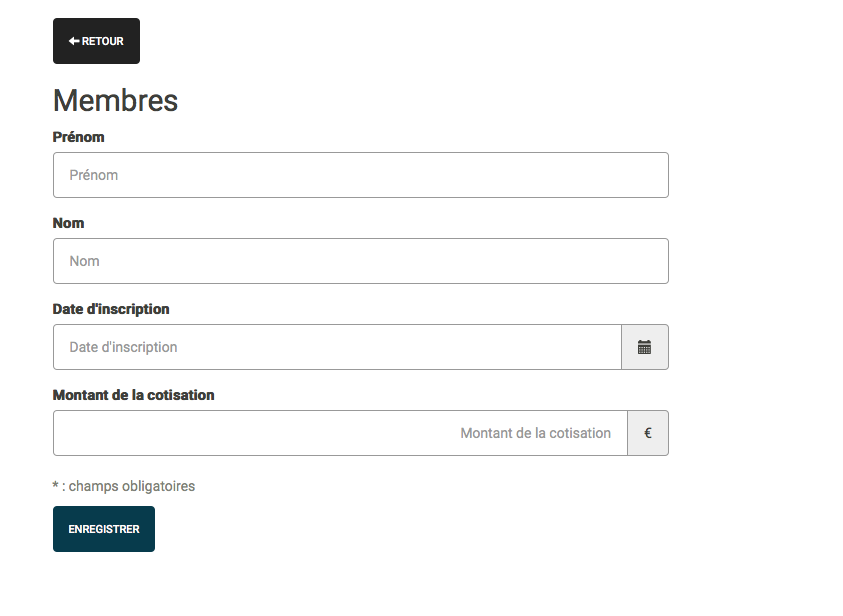 RETOUR
Membres
Prénom
Prénom
Nom
Nom
Date d'inscription
Date d'inscription
Montant de la cotisation
Montant de la cotisation €
* : champs obligatoires
ENREGISTRER